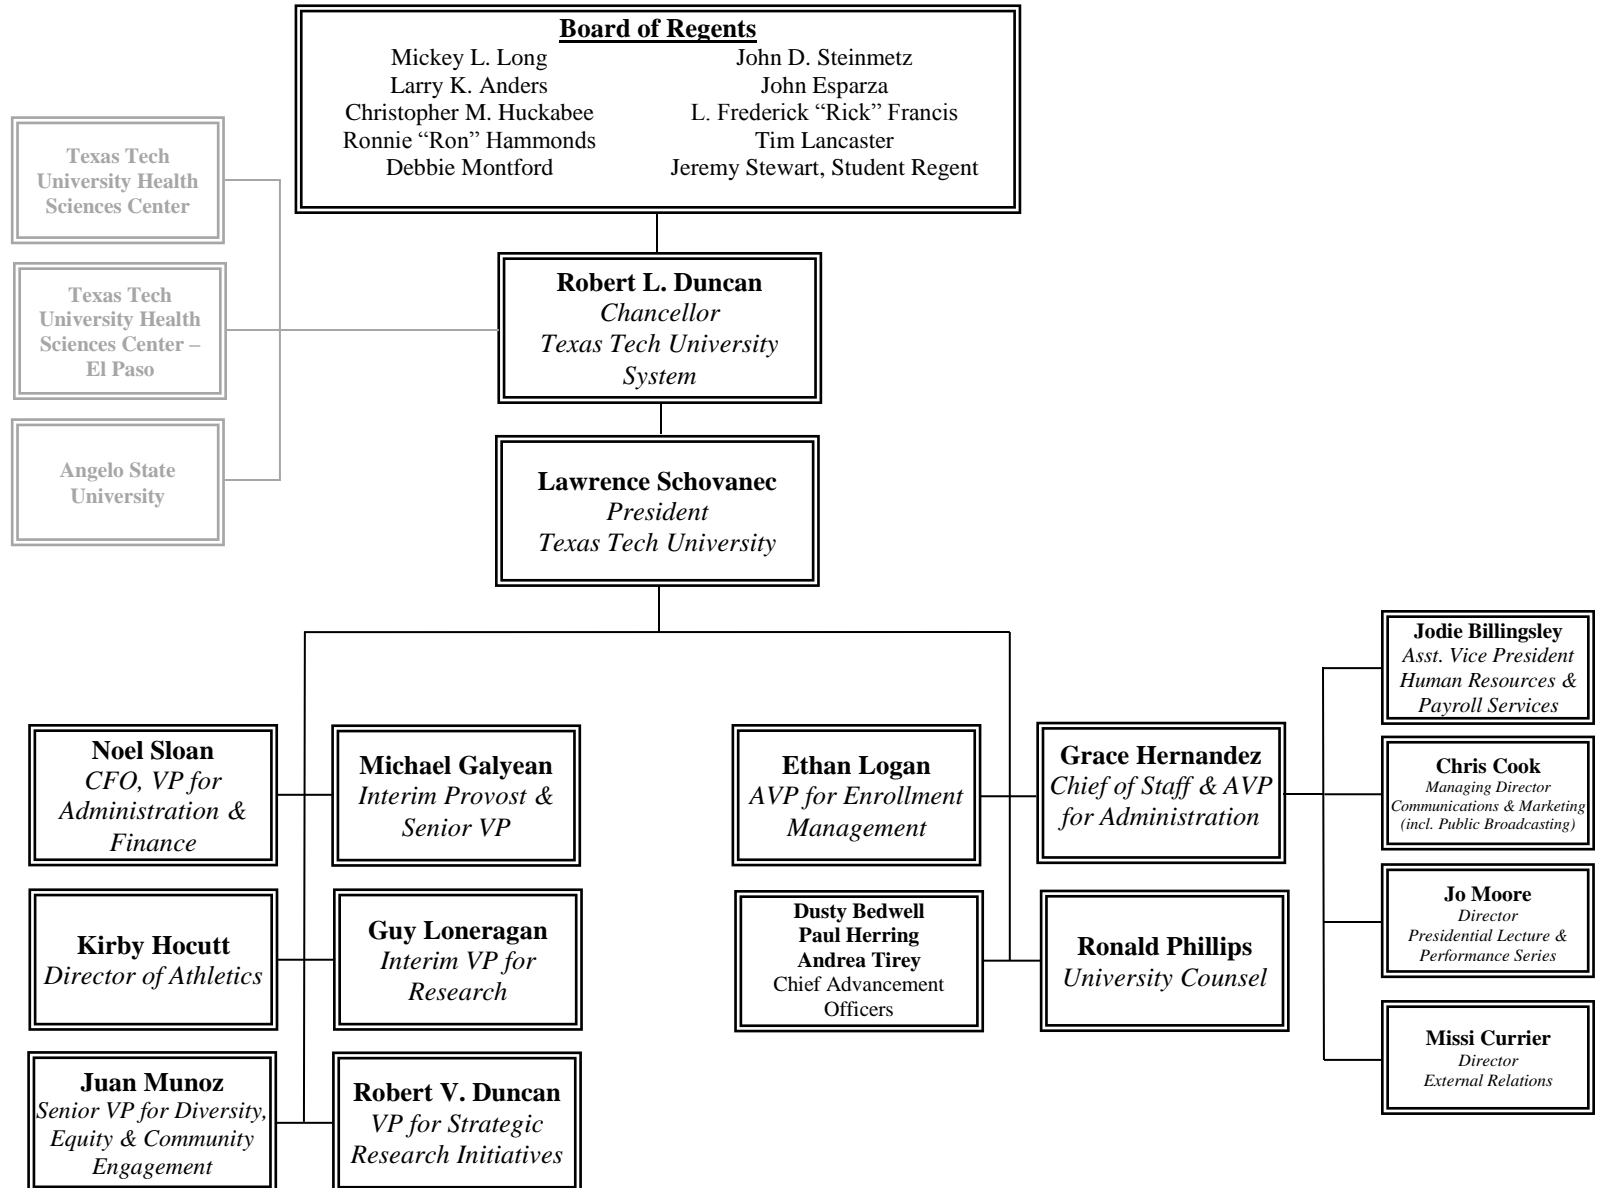 Board of Regents
Mickey L. Long
Larry K. Anders
Christopher M. Huckabee
Ronnie “Ron” Hammonds
Debbie Montford
John D. Steinmetz
John Esparza
L. Frederick “Rick” Francis
Tim Lancaster
Jeremy Stewart, Student Regent
Texas Tech
University Health
Sciences Center
Texas Tech
University Health
Sciences Center –
El Paso
Angelo State
University
Robert L. Duncan
Chancellor
Texas Tech University
System
Lawrence Schovanec
President
Texas Tech University
Noel Sloan
CFO, VP for
Administration &
Finance
Michael Galyean
Interim Provost &
Senior VP
Kirby Hocutt
Director of Athletics
Guy Loneragan
Interim VP for
Research
Juan Munoz
Senior VP for Diversity,
Equity & Community
Engagement
Robert V. Duncan
VP for Strategic
Research Initiatives
Ethan Logan
AVP for Enrollment
Management
Grace Hernandez
Chief of Staff & AVP
for Administration
Dusty Bedwell
Paul Herring
Andrea Tirey
Chief Advancement
Officers
Ronald Phillips
University Counsel
Jodie Billingsley
Asst. Vice President
Human Resources &
Payroll Services
Chris Cook
Managing Director
Communications & Marketing
(incl. Public Broadcasting)
Jo Moore
Director
Presidential Lecture &
Performance Series
Missi Currier
Director
External Relations